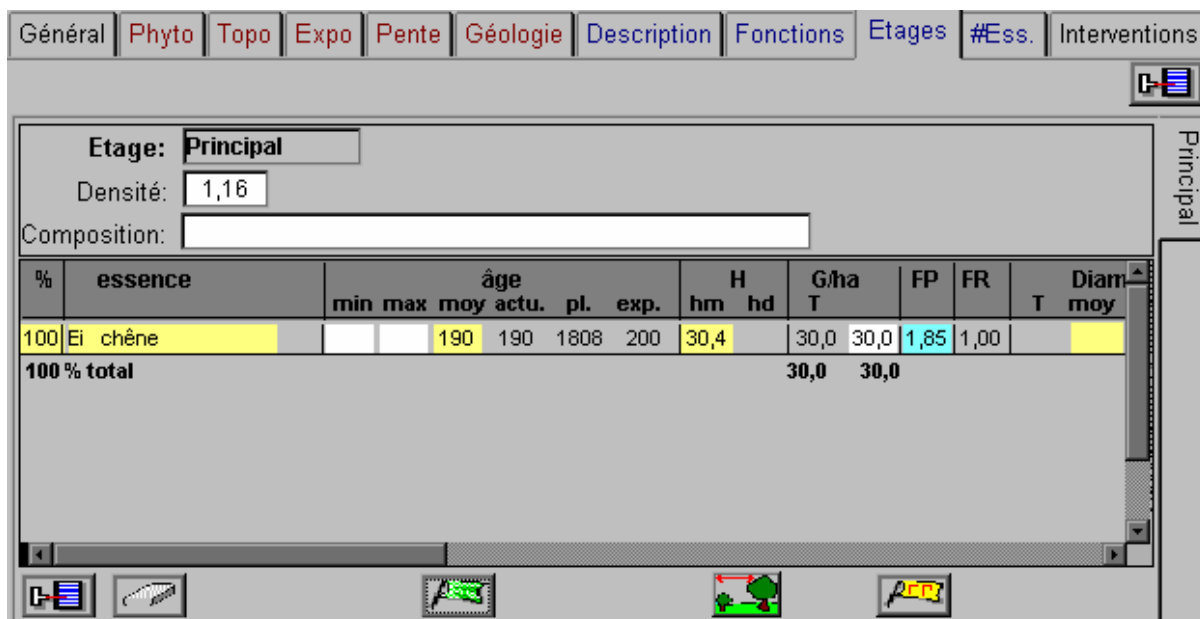 Général Phyto Topo Expo Pente Géologie Description Fonctions Etages #Ess. Interventions
Etage: Principal
Densité: 1,16
Composition:
Principal
% essence âge H G/ha FP FR Diam
min max moy actu. pl. exp. hm hd T T moy
100 Ei chêne 190 190 1808 200 30,4 30,0 30,0 1,85 1,00
100 % total 30,0 30,0